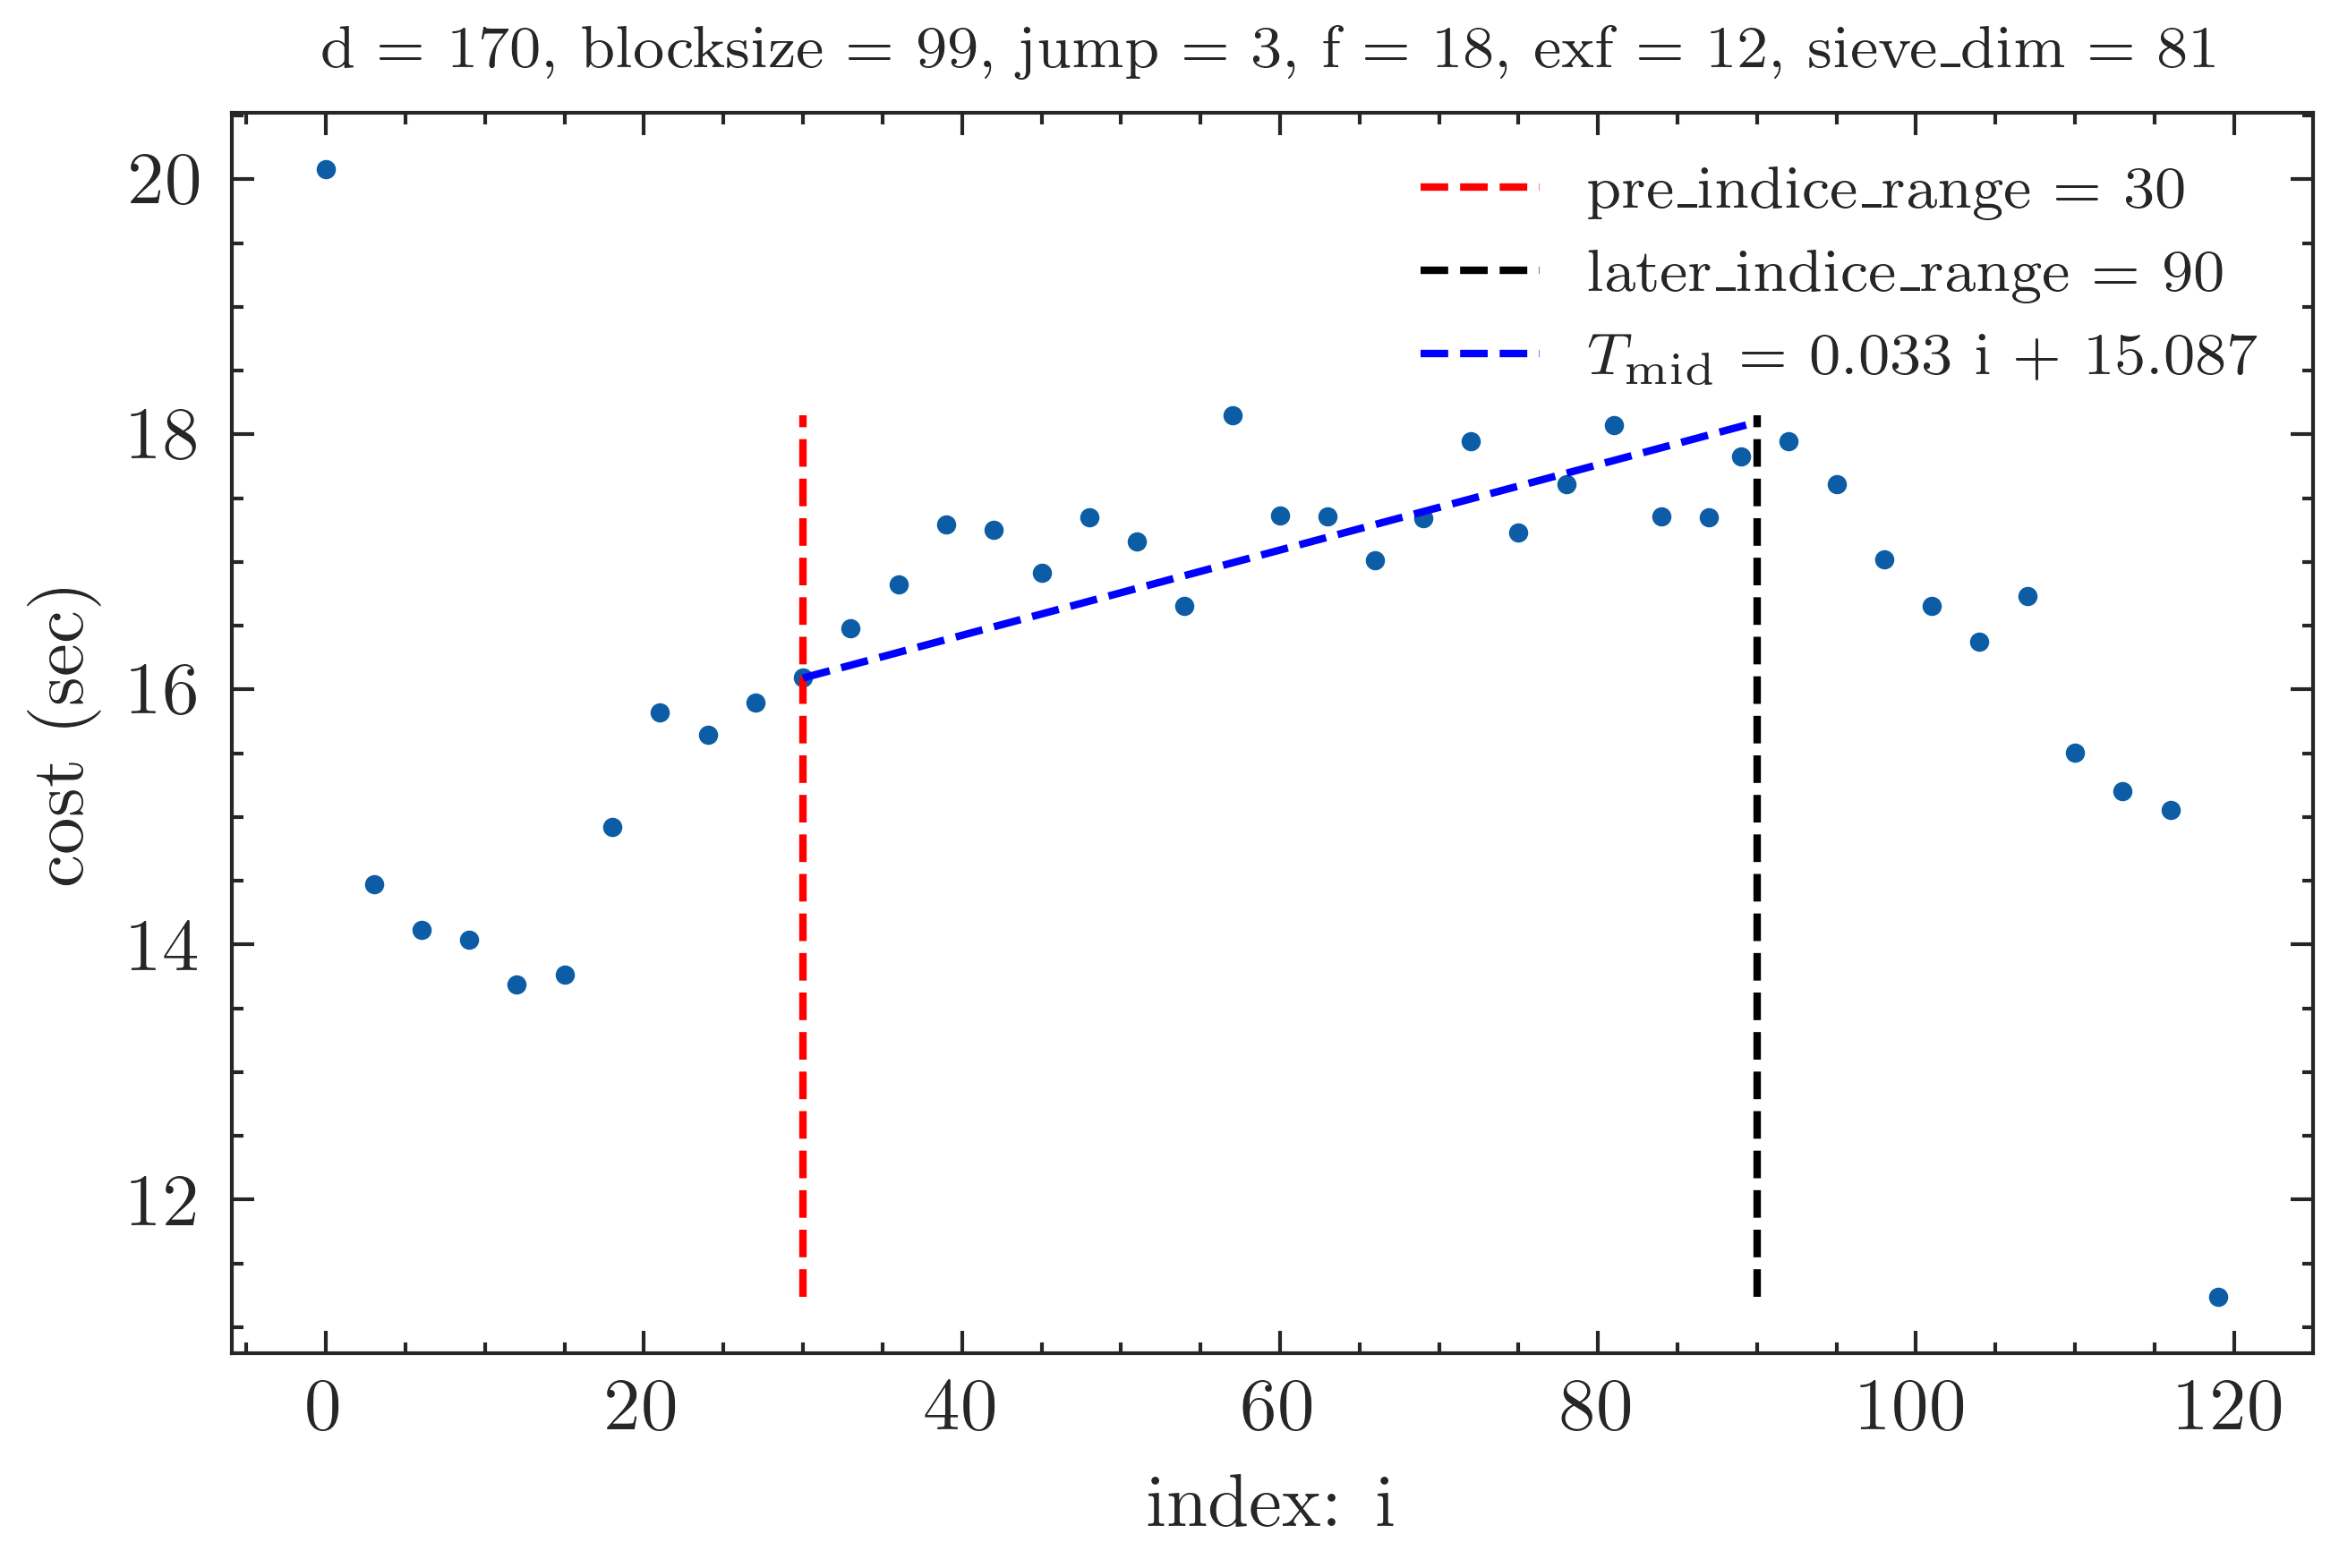 d = 170, blocksize = 99, jump = 3, f = 18, exf = 12, sieve_dim = 81
pre_indice_range = 30
later_indice_range = 90
T_mid = 0.033 i + 15.087
cost (sec)
20
18
16
14
12
0 20 40 60 80 100 120
index: i